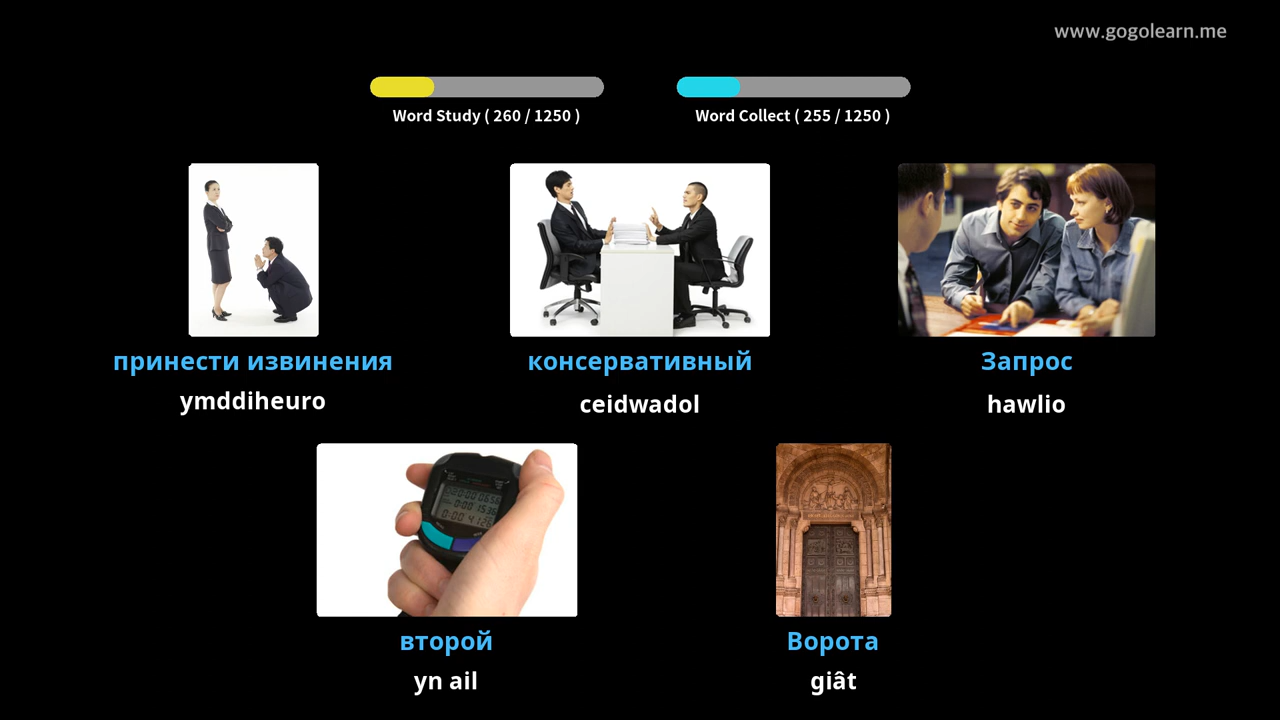 www.gogolearn.me
Word Study ( 260 / 1250 )
Word Collect ( 255 / 1250 )
принести извинения
ymddiheuro
консервативный
ceidwadol
Запрос
hawlio
второй
yn ail
Ворота
giât